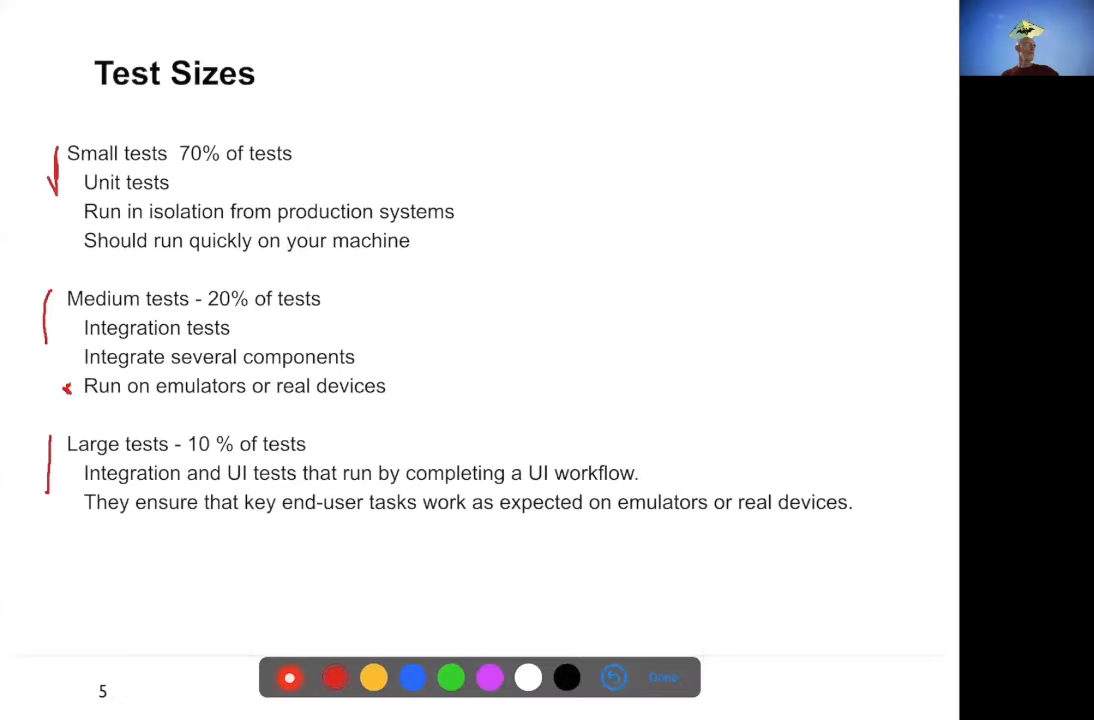 Test Sizes
Small tests  70% of tests
Unit tests
Run in isolation from production systems
Should run quickly on your machine
Medium tests - 20% of tests
Integration tests
Integrate several components
Run on emulators or real devices
Large tests - 10 % of tests
Integration and UI tests that run by completing a UI workflow.
They ensure that key end-user tasks work as expected on emulators or real devices.
Done
5